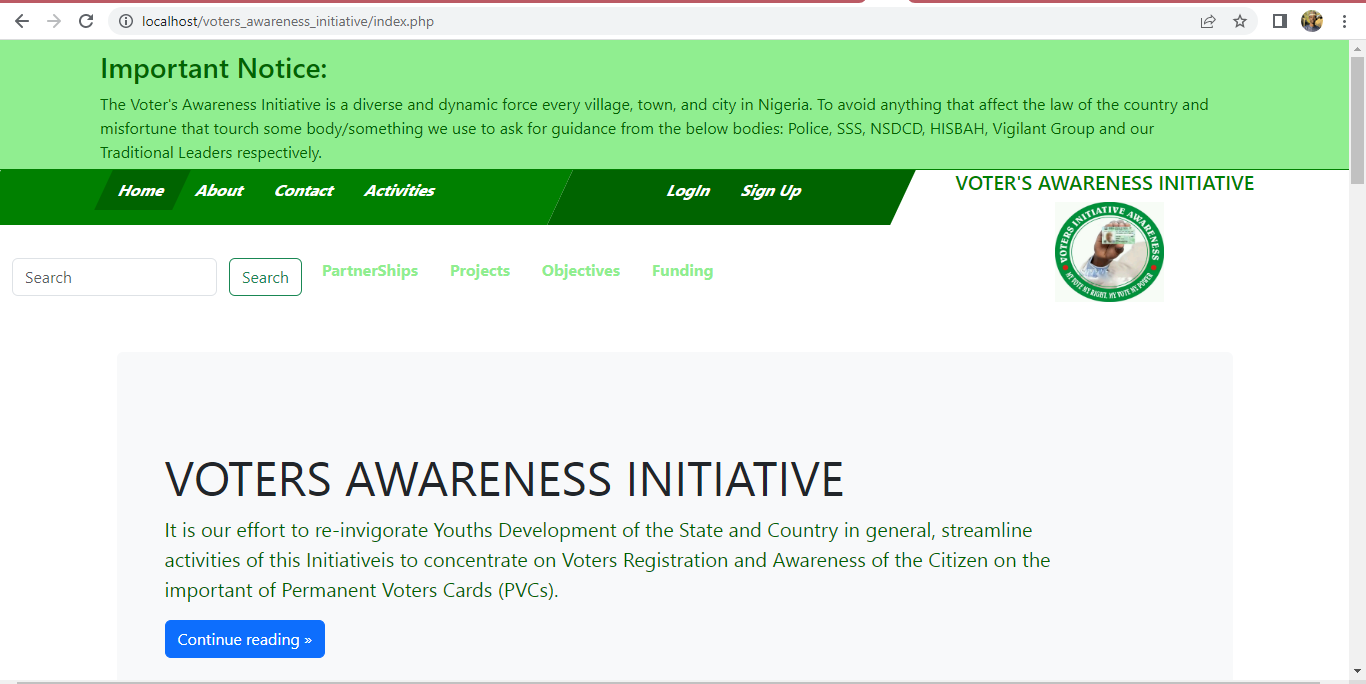 localhost/voters_awareness_initiative/index.php
Important Notice:
The Voter's Awareness Initiative is a diverse and dynamic force every village, town, and city in Nigeria. To avoid anything that affect the law of the country and
misfortune that tourch some body/something we use to ask for guidance from the below bodies: Police, SSS, NSDCD, HISBAH, Vigilant Group and our
Traditional Leaders respectively.
Home About Contact Activities LogIn Sign Up
VOTER'S AWARENESS INITIATIVE
VOTERS INITIATIVE AWARENESS
MY VOTE MY RIGHT, MY VOTE MY POWER
Search Search PartnerShips Projects Objectives Funding
VOTERS AWARENESS INITIATIVE
It is our effort to re-invigorate Youths Development of the State and Country in general, streamline
activities of this Initiativeis to concentrate on Voters Registration and Awareness of the Citizen on the
important of Permanent Voters Cards (PVCs).
Continue reading »